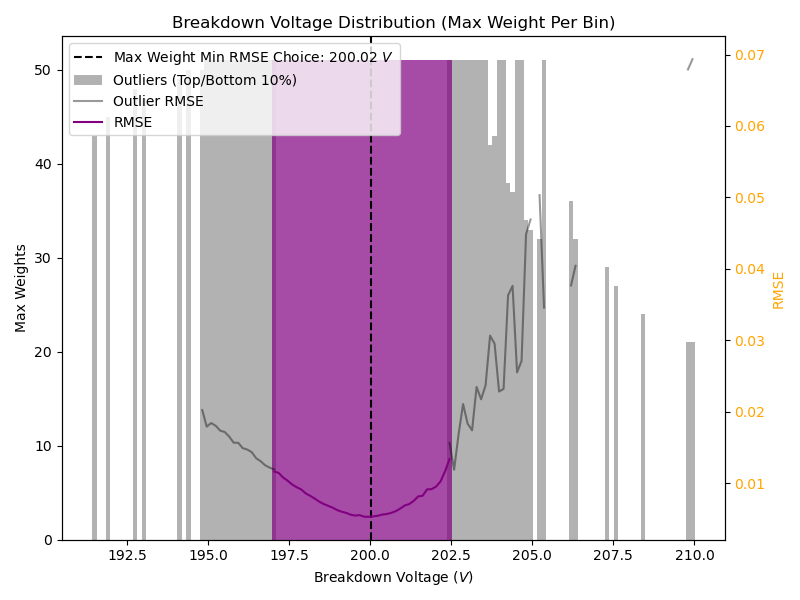 Breakdown Voltage Distribution (Max Weight Per Bin)
Max Weight Min RMSE Choice: 200.02 V
Outliers (Top/Bottom 10%)
Outlier RMSE
RMSE
Max Weights
50
40
30
20
10
0
0.07
0.06
0.05
0.04
0.03
0.02
0.01
RMSE
192.5 195.0 197.5 200.0 202.5 205.0 207.5 210.0
Breakdown Voltage (V)